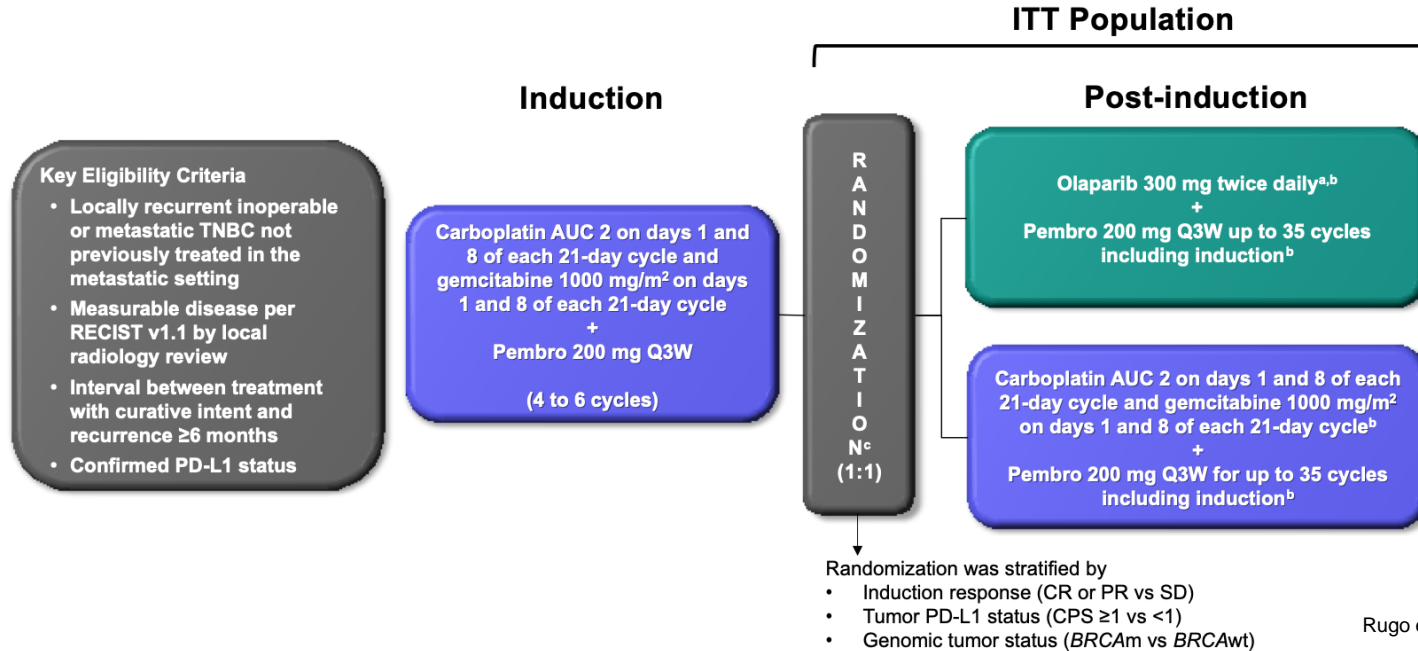 ITT Population
Induction
Post-induction
Key Eligibility Criteria
• Locally recurrent inoperable
or metastatic TNBC not
previously treated in the
metastatic setting
• Measurable disease per
RECIST v1.1 by local
radiology review
• Interval between treatment
with curative intent and
recurrence ≥6 months
• Confirmed PD-L1 status
Carboplatin AUC 2 on days 1 and
8 of each 21-day cycle and
gemcitabine 1000 mg/m² on days
1 and 8 of each 21-day cycle
+
Pembro 200 mg Q3W
(4 to 6 cycles)
R
A
N
D
O
M
I
Z
A
T
I
O
Nᶜ
(1:1)
Olaparib 300 mg twice dailyᵃ,ᵇ
+
Pembro 200 mg Q3W up to 35 cycles
including inductionᵇ
Carboplatin AUC 2 on days 1 and 8 of each
21-day cycle and gemcitabine 1000 mg/m²
on days 1 and 8 of each 21-day cycleᵇ
+
Pembro 200 mg Q3W for up to 35 cycles
including inductionᵇ
Randomization was stratified by
• Induction response (CR or PR vs SD)
• Tumor PD-L1 status (CPS ≥1 vs <1)
• Genomic tumor status (BRCAm vs BRCAwt)
Rugo